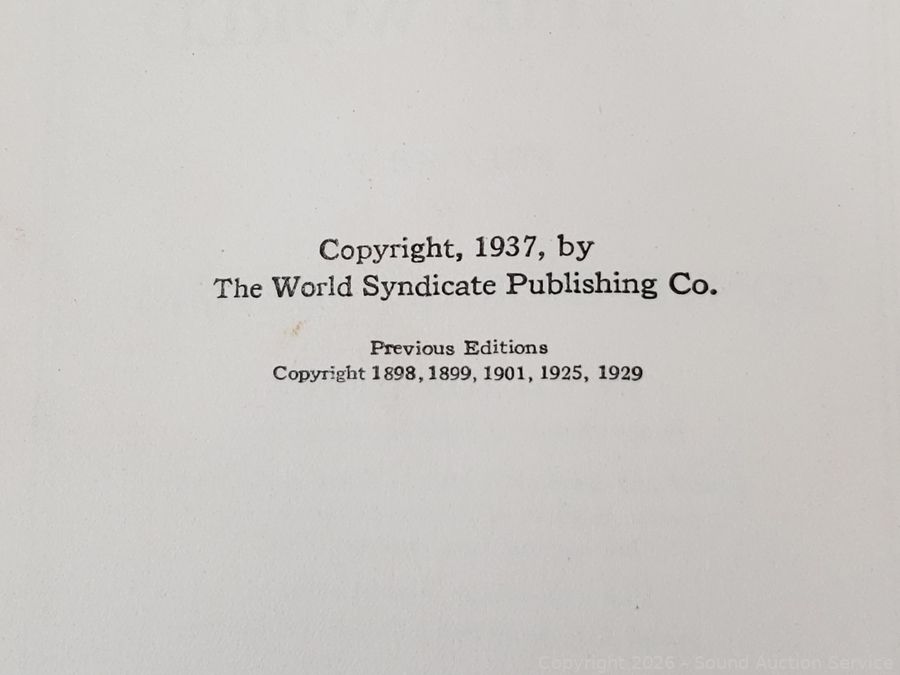 Copyright, 1937, by
The World Syndicate Publishing Co.
Previous Editions
Copyright 1898, 1899, 1901, 1925, 1929
Copyright 2026 - Sound Auction Service